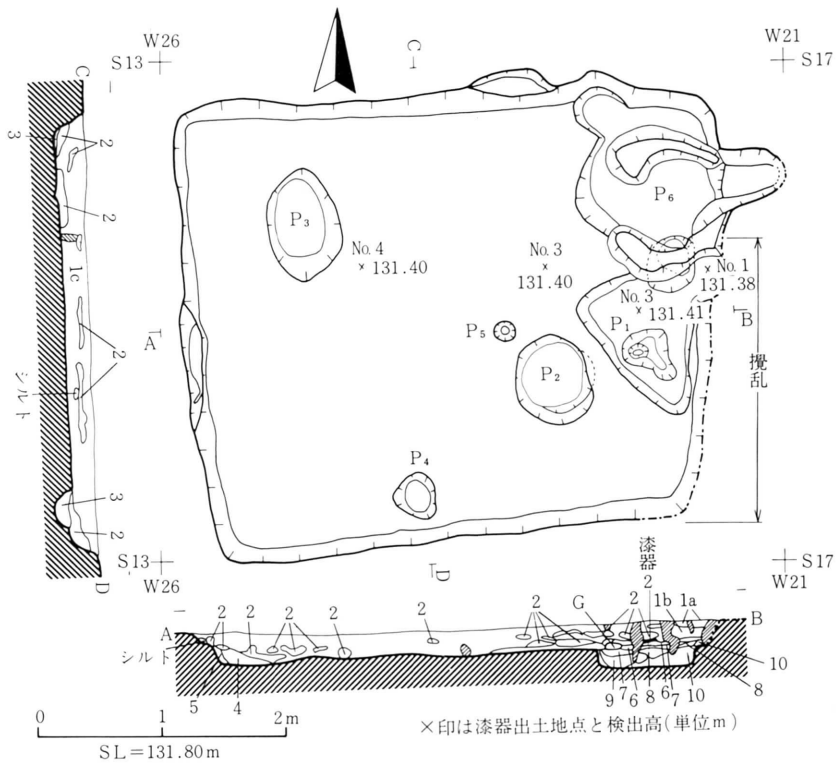 W26
S13
C
W21
S17
C
3
2
2
1c
2
シルト
3
2
D
P₃
No.4
× 131.40
No.3
×
131.40
P₆
× No.1
131.38
No.3
× 131.41
P₁
B
P₅
P₂
A
攪乱
P₄
S13
W26
D
漆器
S17
W21
A
シルト
2
2
2
2
2
2
G
2
2
1b
1a
B
5
4
9
7
6
8
6
7
10
8
10
0
1
2m
SL=131.80m
×印は漆器出土地点と検出高(単位m)